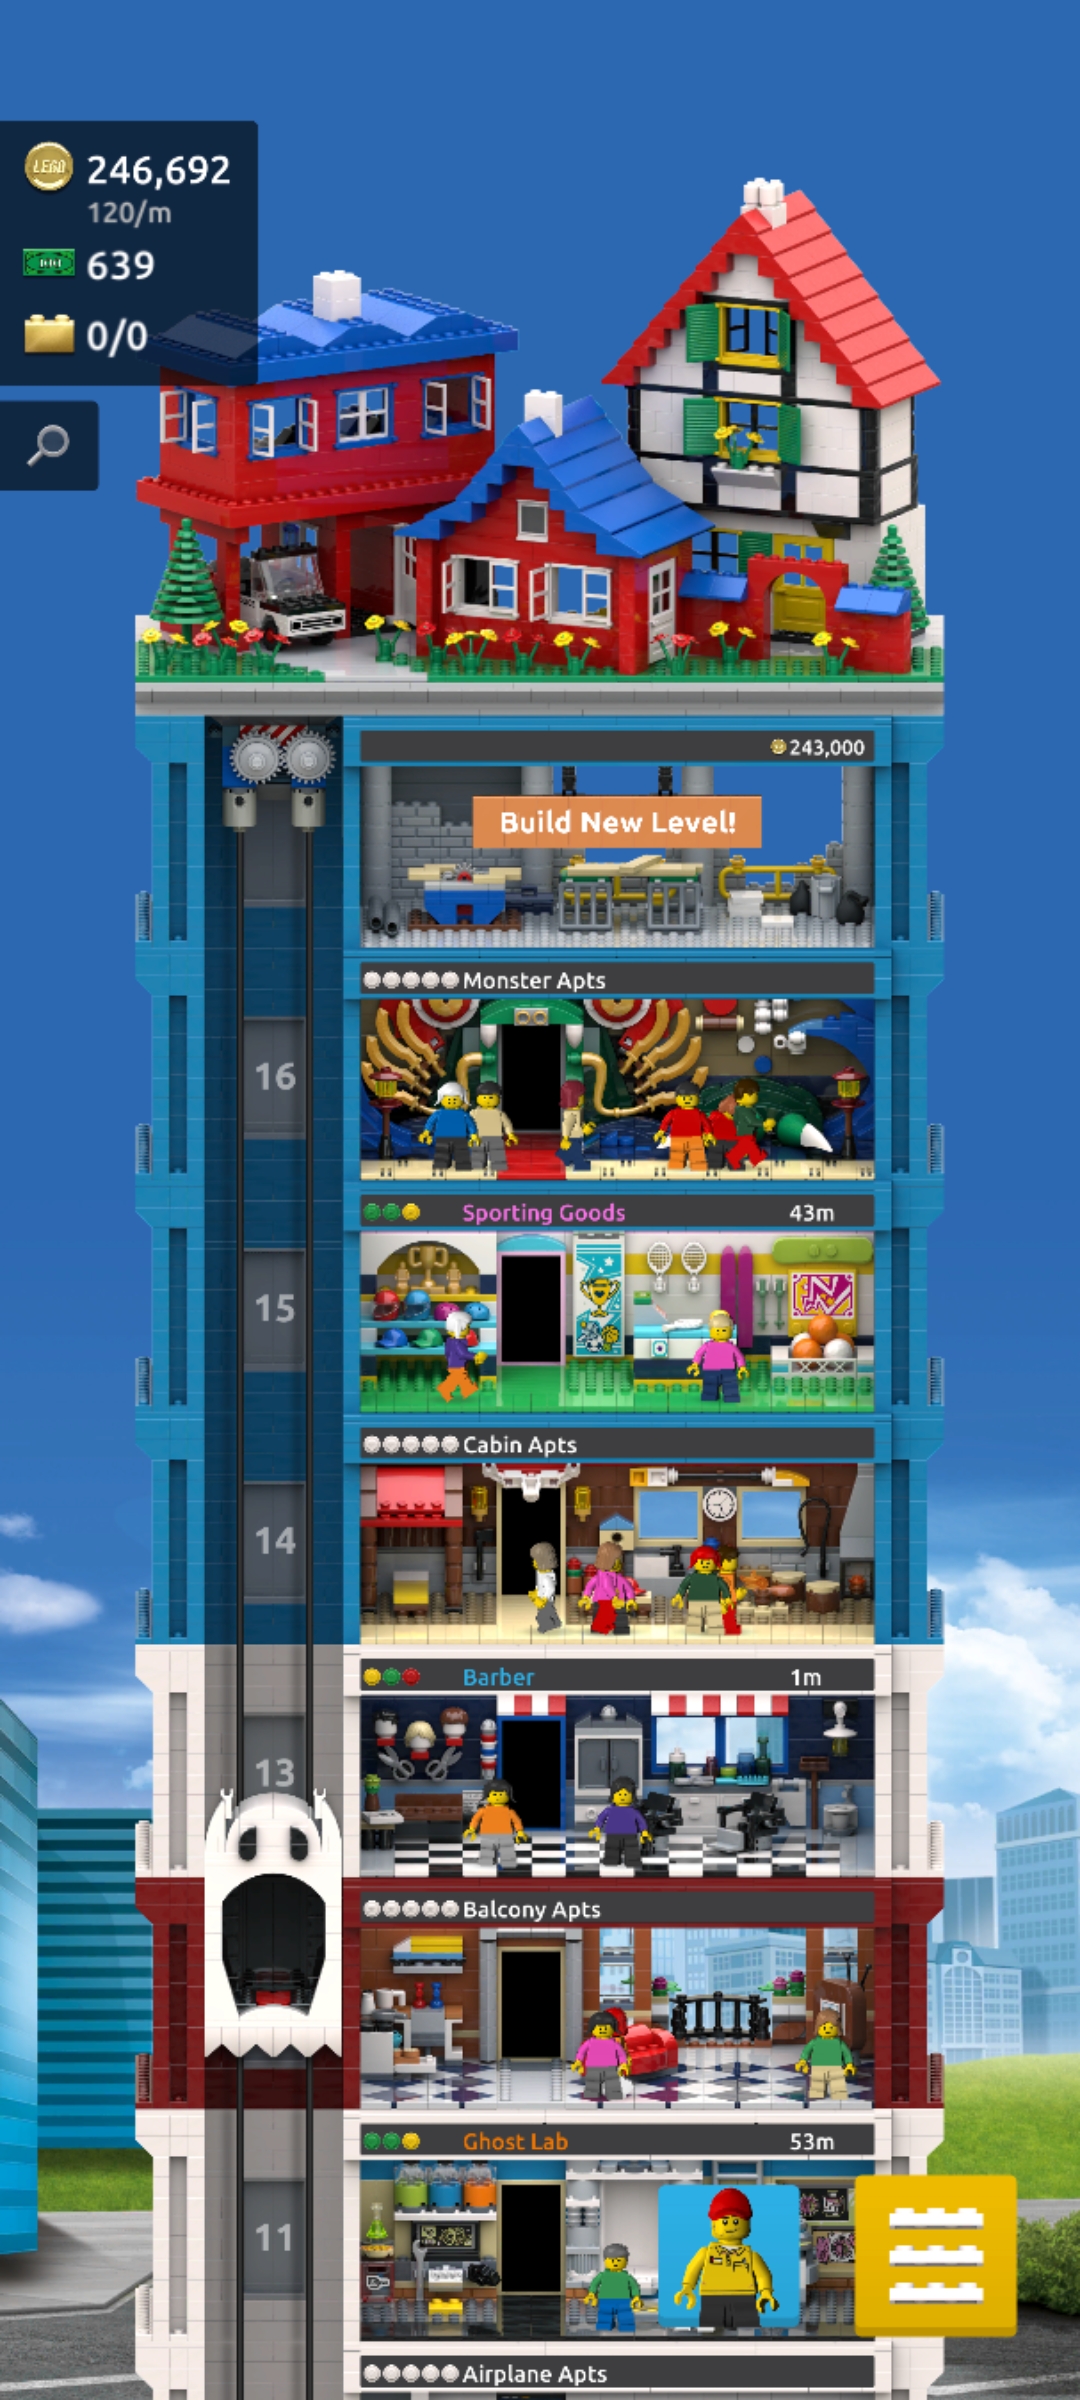 LEGO
246,692
120/m
639
0/0
243,000
Build New Level!
Monster Apts
16
Sporting Goods 43m
15
Cabin Apts
14
Barber 1m
13
Balcony Apts
Ghost Lab 53m
11
Airplane Apts